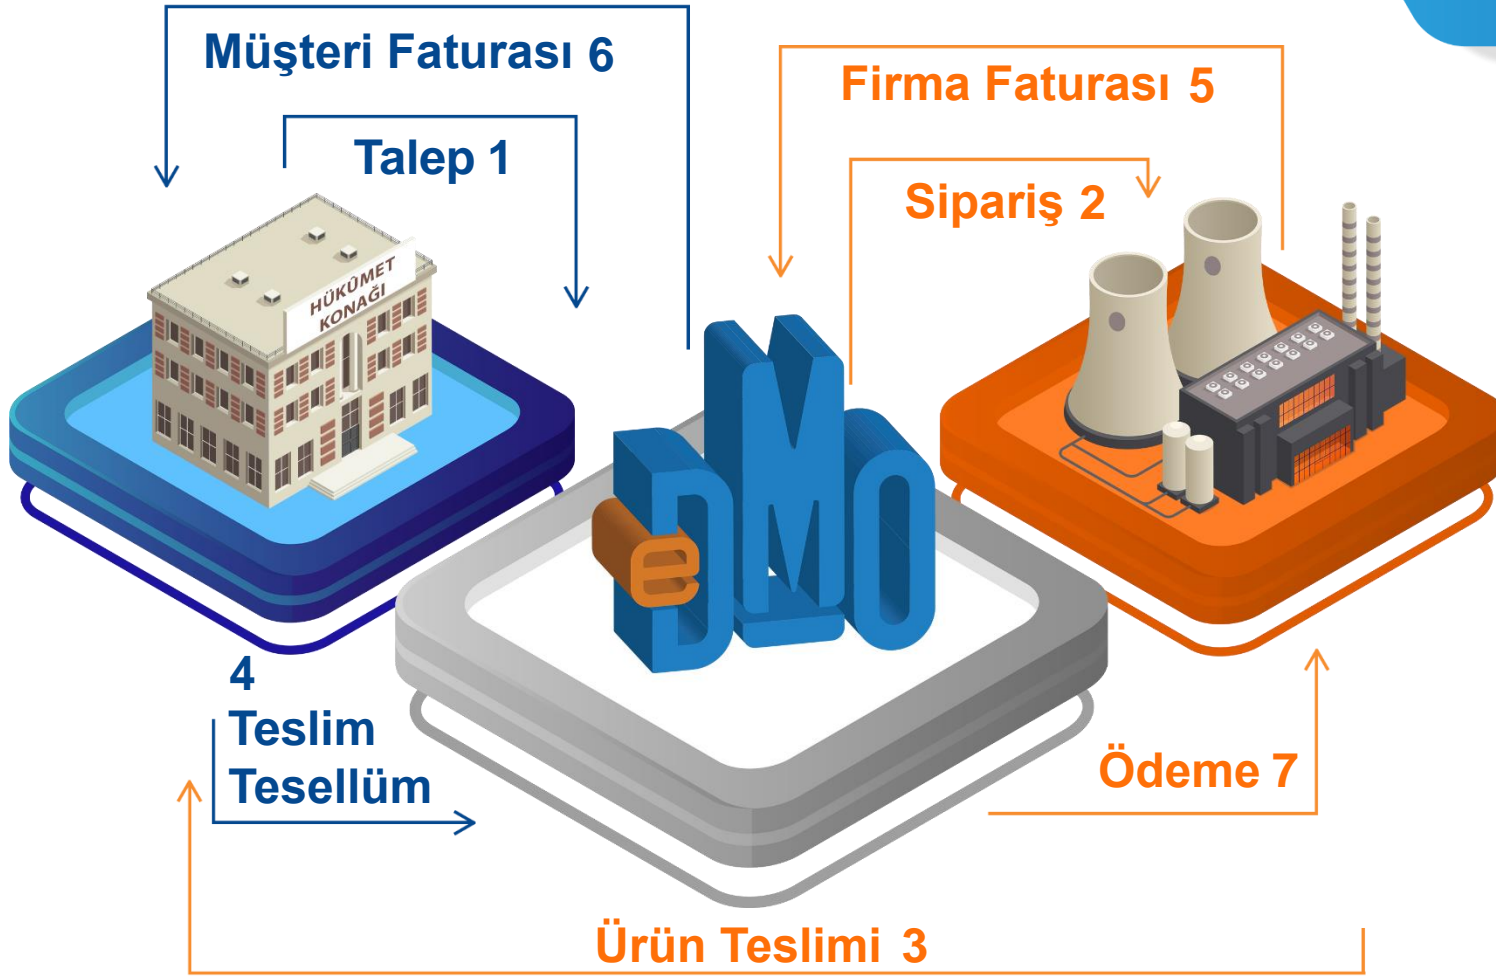 Müşteri Faturası 6
Firma Faturası 5
Talep 1
Sipariş 2
HÜKÜMET
KONAĞI
eDMO
4
Teslim
Tesellüm
Ödeme 7
Ürün Teslimi 3